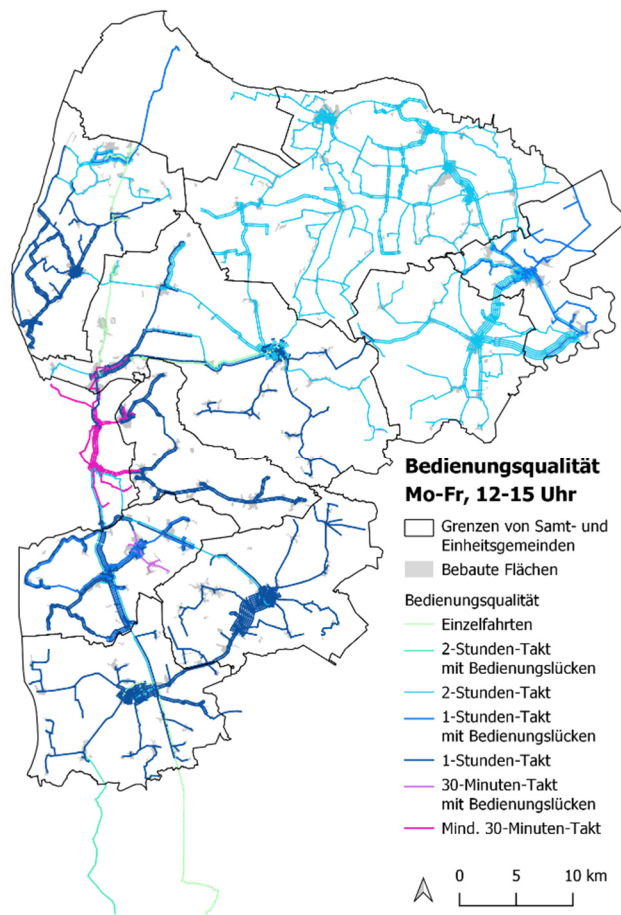 Bedienungsqualität
Mo-Fr, 12-15 Uhr
Grenzen von Samt- und
Einheitsgemeinden
Bebaute Flächen
Bedienungsqualität
Einzelfahrten
2-Stunden-Takt
mit Bedienungslücken
2-Stunden-Takt
1-Stunden-Takt
mit Bedienungslücken
1-Stunden-Takt
30-Minuten-Takt
mit Bedienungslücken
Mind. 30-Minuten-Takt
0 5 10 km